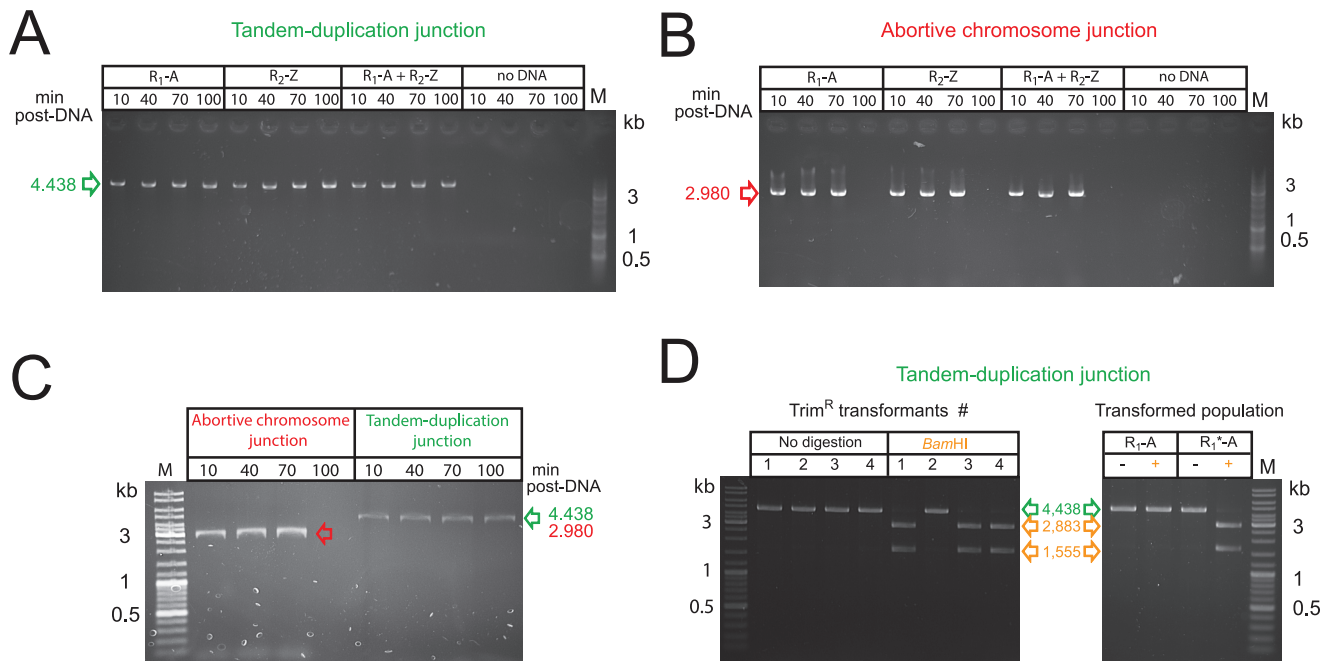 A
Tandem-duplication junction
R1-A R2-Z R1-A + R2-Z no DNA
min
post-DNA
10 40 70 100 10 40 70 100 10 40 70 100 10 40 70 100 M
kb
4.438
3
1
0.5
B
Abortive chromosome junction
R1-A R2-Z R1-A + R2-Z no DNA
min
post-DNA
10 40 70 100 10 40 70 100 10 40 70 100 10 40 70 100 M
kb
2.980
3
1
0.5
C
Abortive chromosome
junction
Tandem-duplication
junction
M 10 40 70 100 10 40 70 100 min
post-DNA
kb
4.438
2.980
3
1
0.5
D
Tandem-duplication junction
TrimR transformants # Transformed population
No digestion BamHI R1-A R1*-A
1 2 3 4 1 2 3 4 - + - + M
kb kb
4,438
3 2,883 3
1,555
1 1
0.5 0.5